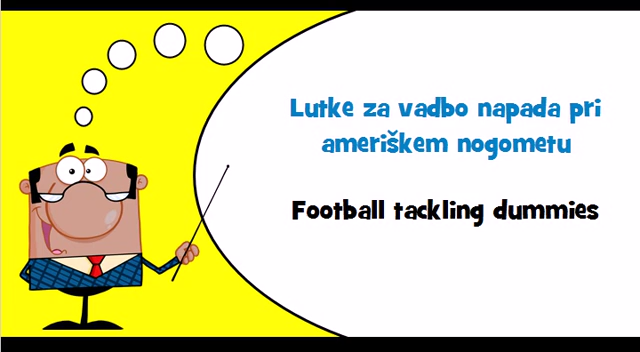 Lutke za vadbo napada pri
ameriškem nogometu
Football tackling dummies